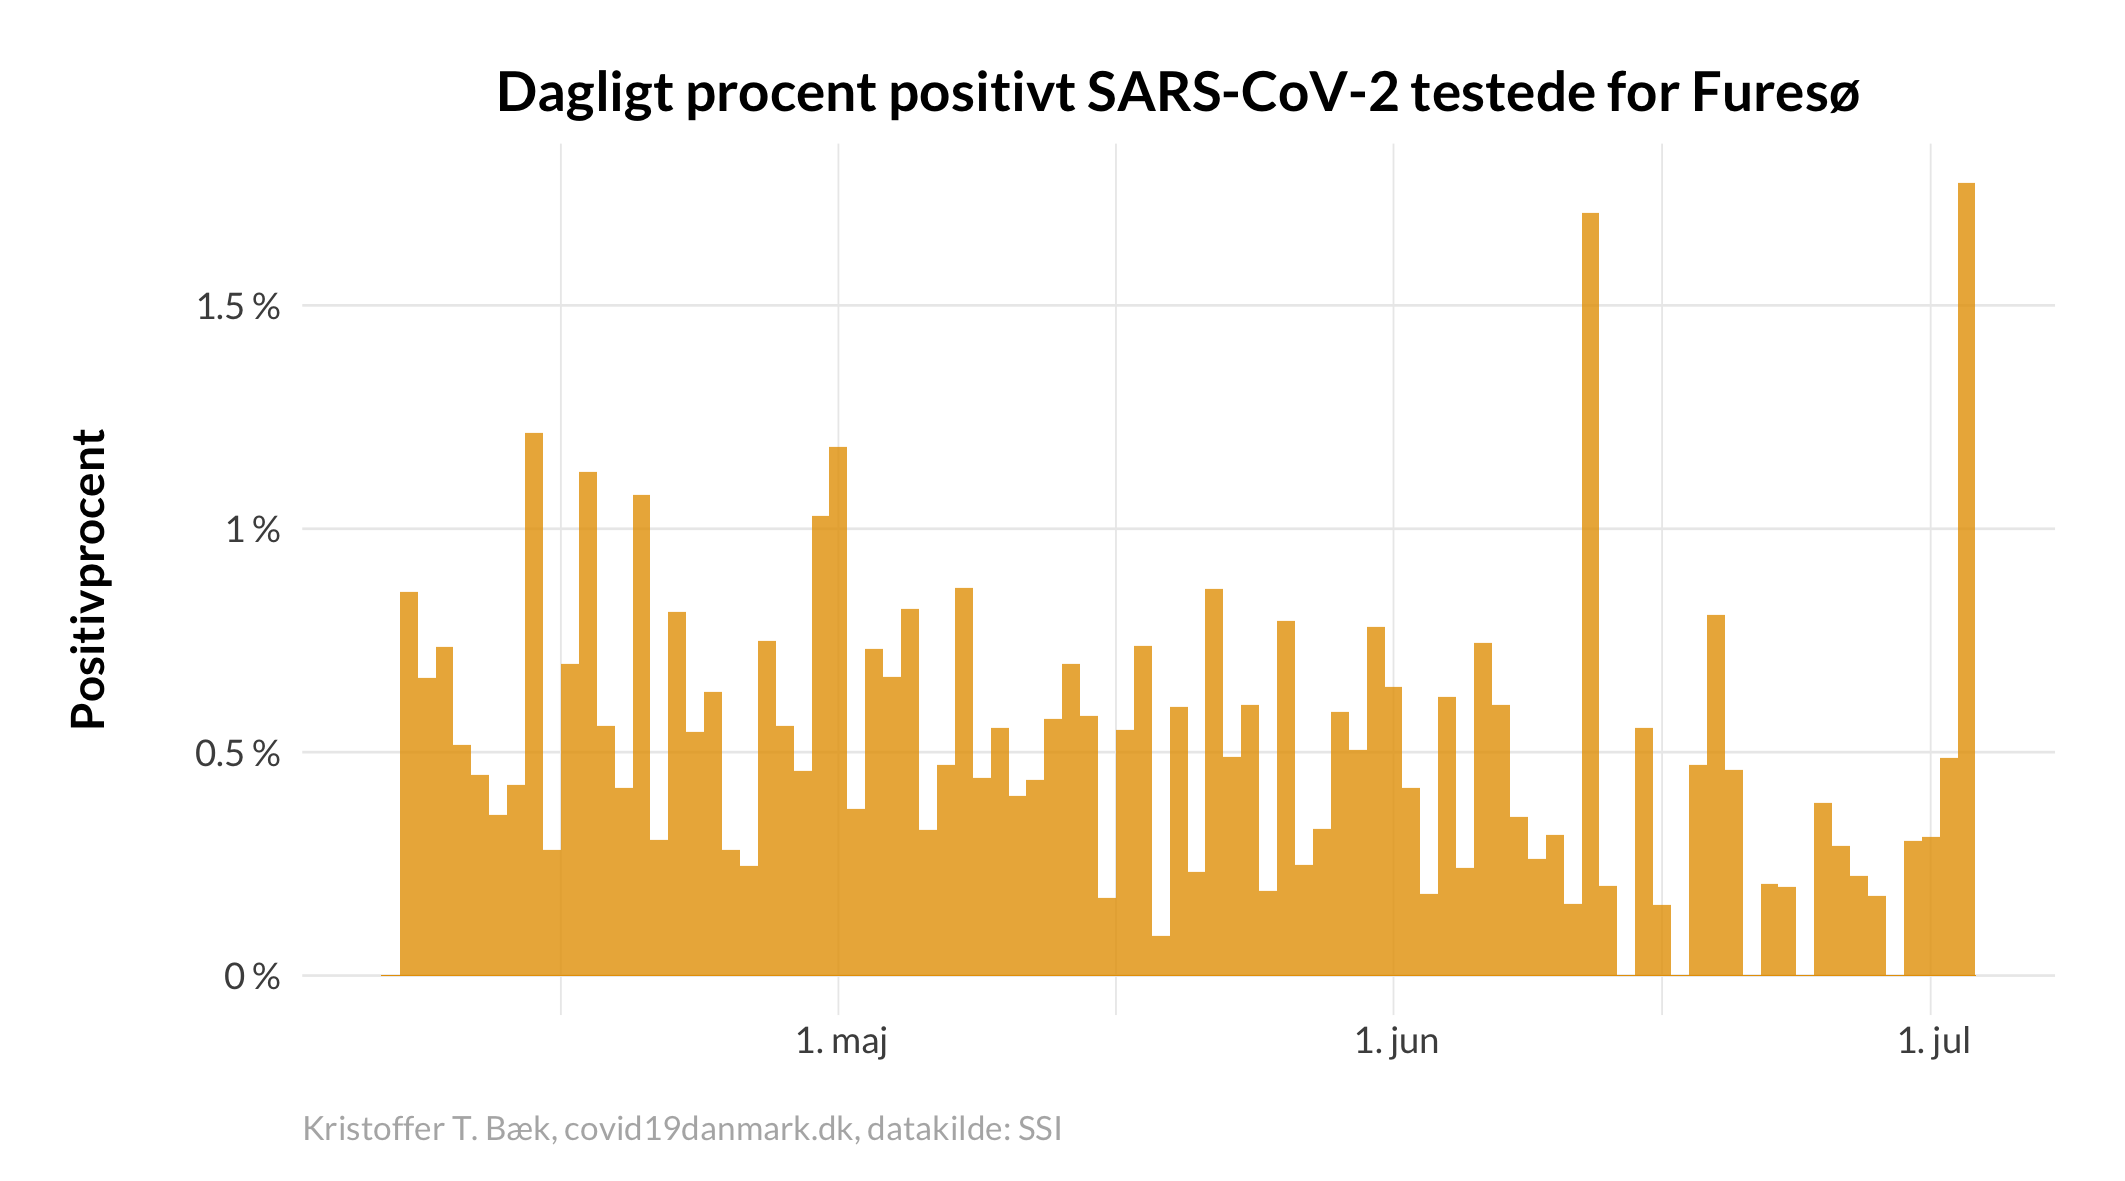 Dagligt procent positivt SARS-CoV-2 testede for Furesø
Positivprocent
1.5 %
1 %
0.5 %
0 %
1. maj
1. jun
1. jul
Kristoffer T. Bæk, covid19danmark.dk, datakilde: SSI